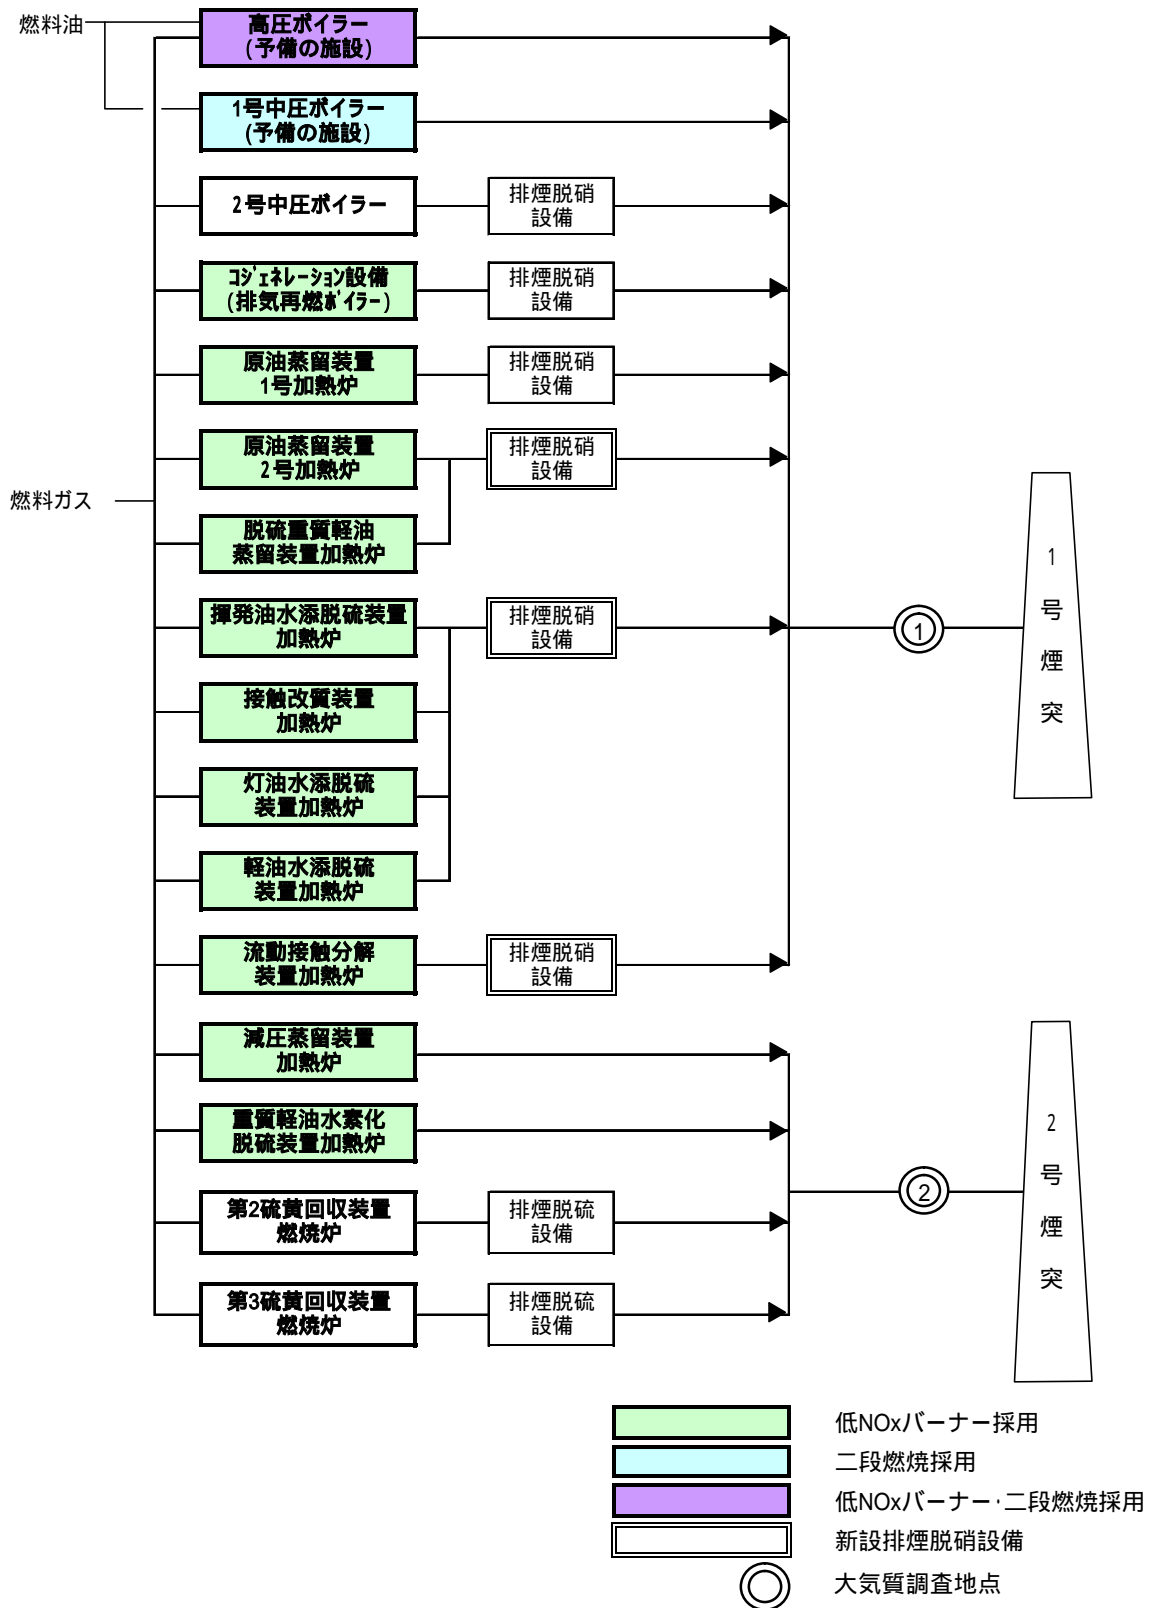 燃料油
高圧ボイラー
(予備の施設)
1号中圧ボイラー
(予備の施設)
2号中圧ボイラー
排煙脱硝
設備
ｺｼﾞｪﾈﾚｰｼｮﾝ設備
(排気再燃ﾎﾞｲﾗｰ)
排煙脱硝
設備
原油蒸留装置
1号加熱炉
排煙脱硝
設備
原油蒸留装置
2号加熱炉
排煙脱硝
設備
燃料ガス
脱硫重質軽油
蒸留装置加熱炉
揮発油水添脱硫装置
加熱炉
排煙脱硝
設備
接触改質装置
加熱炉
灯油水添脱硫
装置加熱炉
軽油水添脱硫
装置加熱炉
流動接触分解
装置加熱炉
排煙脱硝
設備
1
1
号
煙
突
減圧蒸留装置
加熱炉
重質軽油水素化
脱硫装置加熱炉
第2硫黄回収装置
燃焼炉
排煙脱硫
設備
第3硫黄回収装置
燃焼炉
排煙脱硫
設備
2
2
号
煙
突
低NOxバーナー採用
二段燃焼採用
低NOxバーナー・二段燃焼採用
新設排煙脱硝設備
大気質調査地点